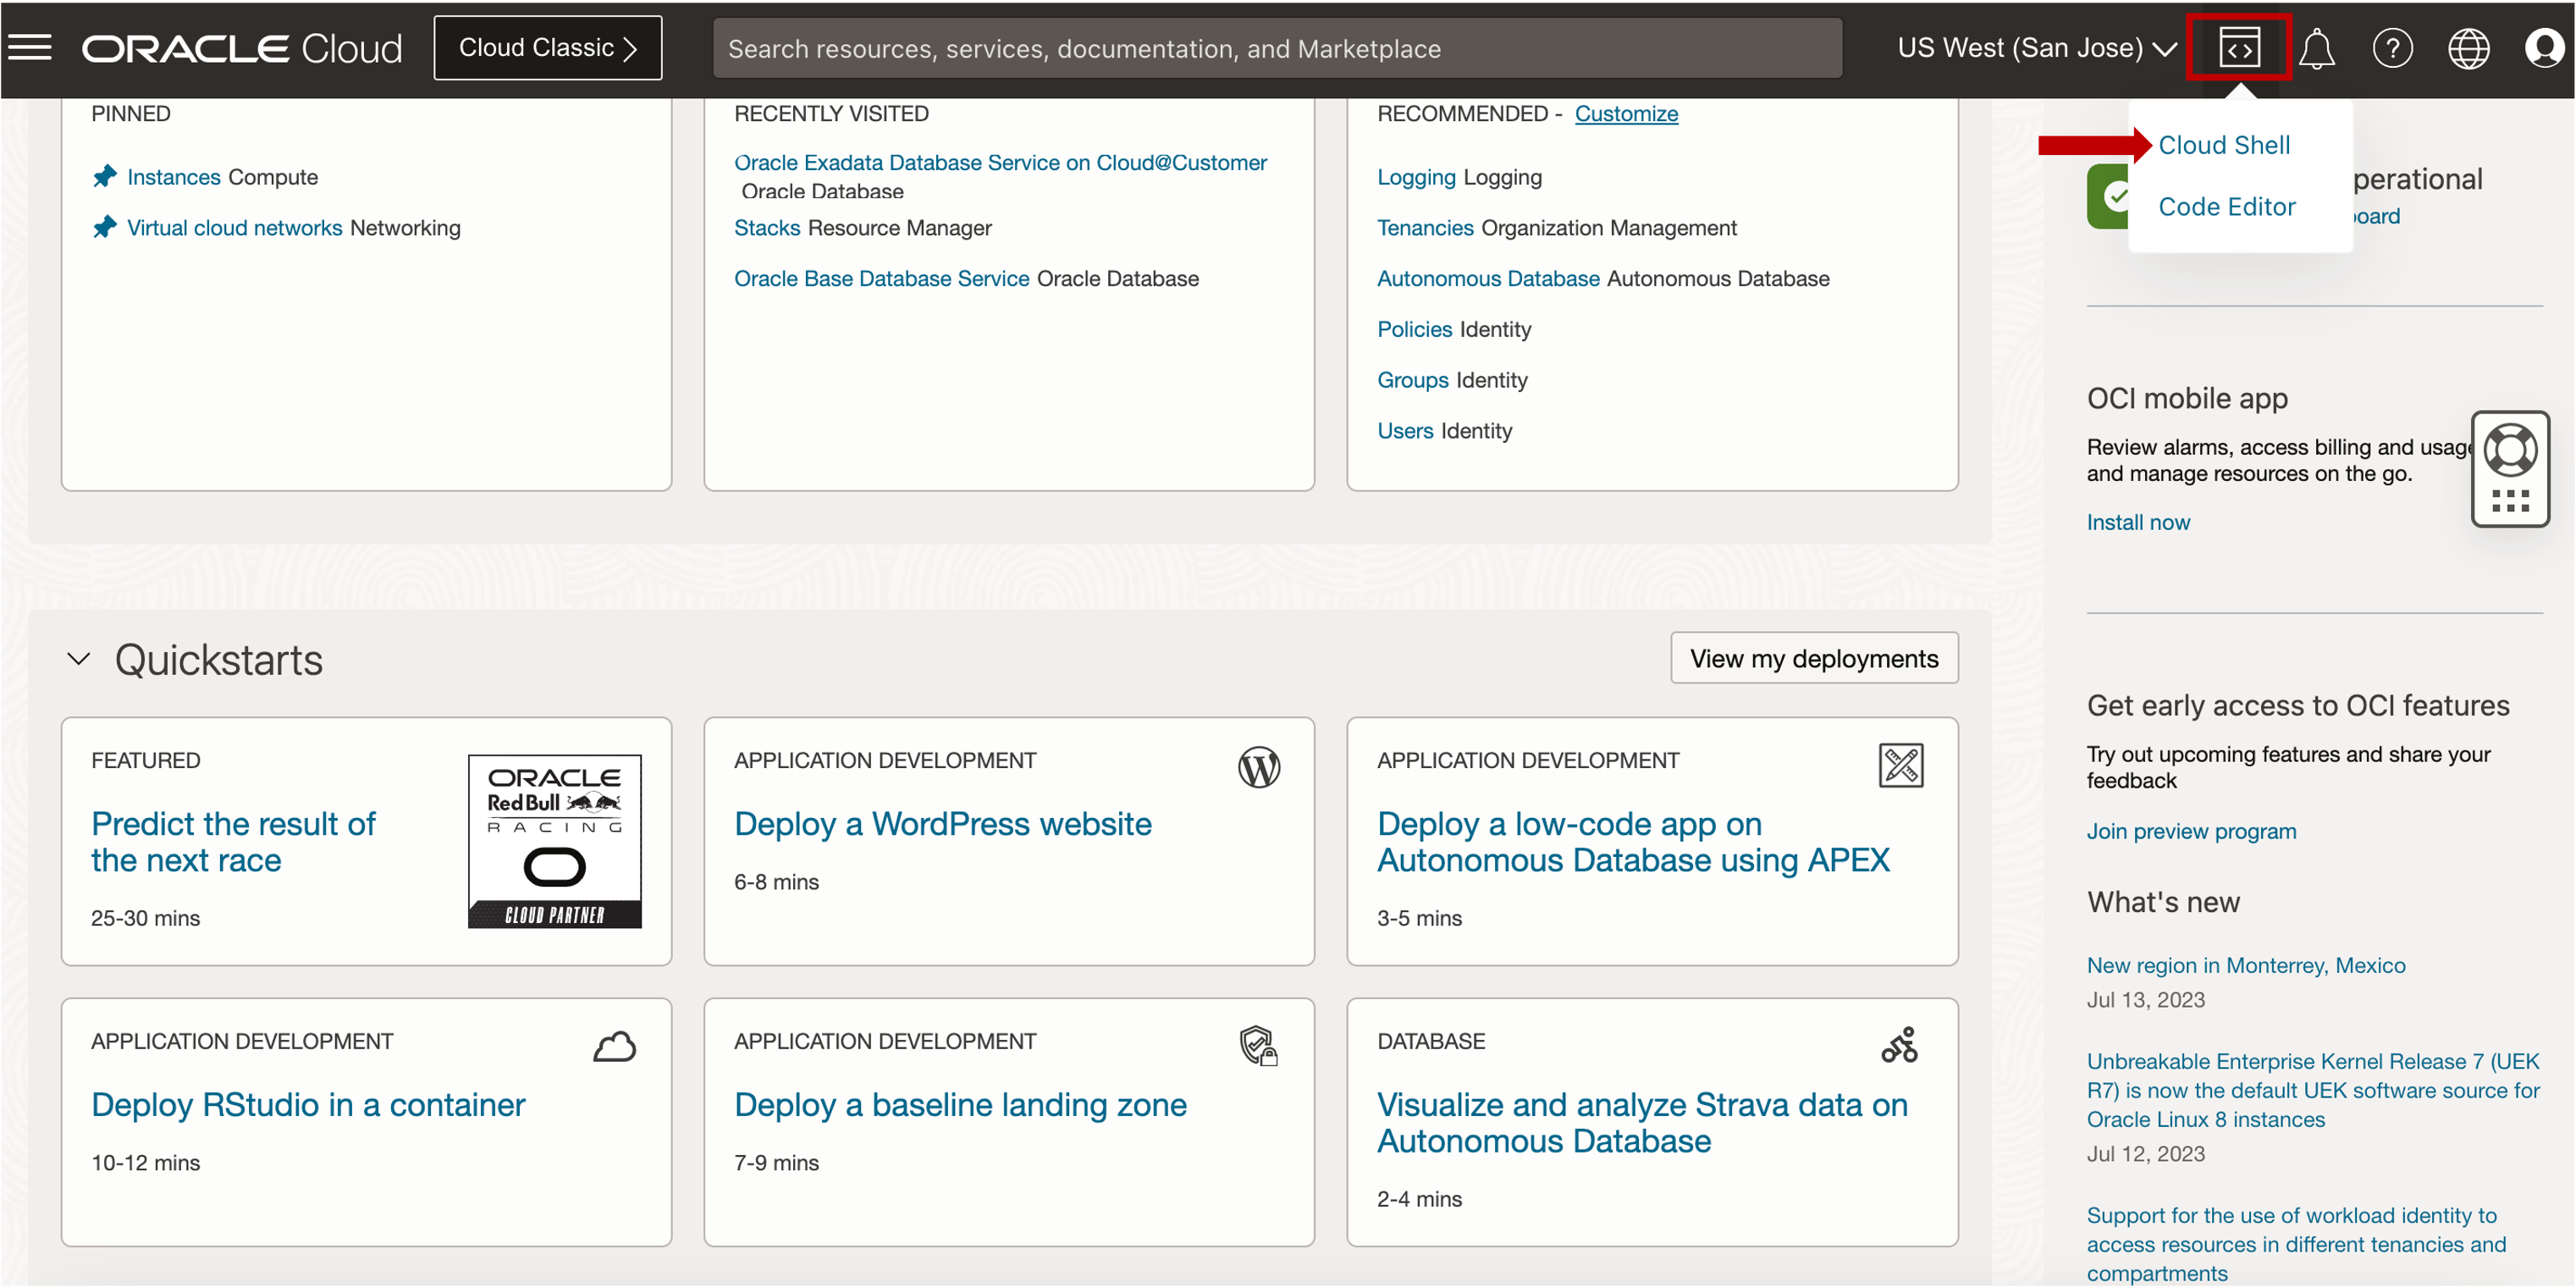 ORACLE Cloud
Cloud Classic
Search resources, services, documentation, and Marketplace
US West (San Jose)
Cloud Shell
Code Editor
PINNED
Instances Compute
Virtual cloud networks Networking
RECENTLY VISITED
Oracle Exadata Database Service on Cloud@Customer
Oracle Database
Stacks Resource Manager
Oracle Base Database Service Oracle Database
RECOMMENDED - Customize
Logging Logging
Tenancies Organization Management
Autonomous Database Autonomous Database
Policies Identity
Groups Identity
Users Identity
Quickstarts
View my deployments
FEATURED
Predict the result of
the next race
25-30 mins
ORACLE
Red Bull
RACING
CLOUD PARTNER
APPLICATION DEVELOPMENT
Deploy a WordPress website
6-8 mins
APPLICATION DEVELOPMENT
Deploy a low-code app on
Autonomous Database using APEX
3-5 mins
APPLICATION DEVELOPMENT
Deploy RStudio in a container
10-12 mins
APPLICATION DEVELOPMENT
Deploy a baseline landing zone
7-9 mins
DATABASE
Visualize and analyze Strava data on
Autonomous Database
2-4 mins
perational
oard
OCI mobile app
Review alarms, access billing and usage
and manage resources on the go.
Install now
Get early access to OCI features
Try out upcoming features and share your
feedback
Join preview program
What's new
New region in Monterrey, Mexico
Jul 13, 2023
Unbreakable Enterprise Kernel Release 7 (UEK
R7) is now the default UEK software source for
Oracle Linux 8 instances
Jul 12, 2023
Support for the use of workload identity to
access resources in different tenancies and
compartments